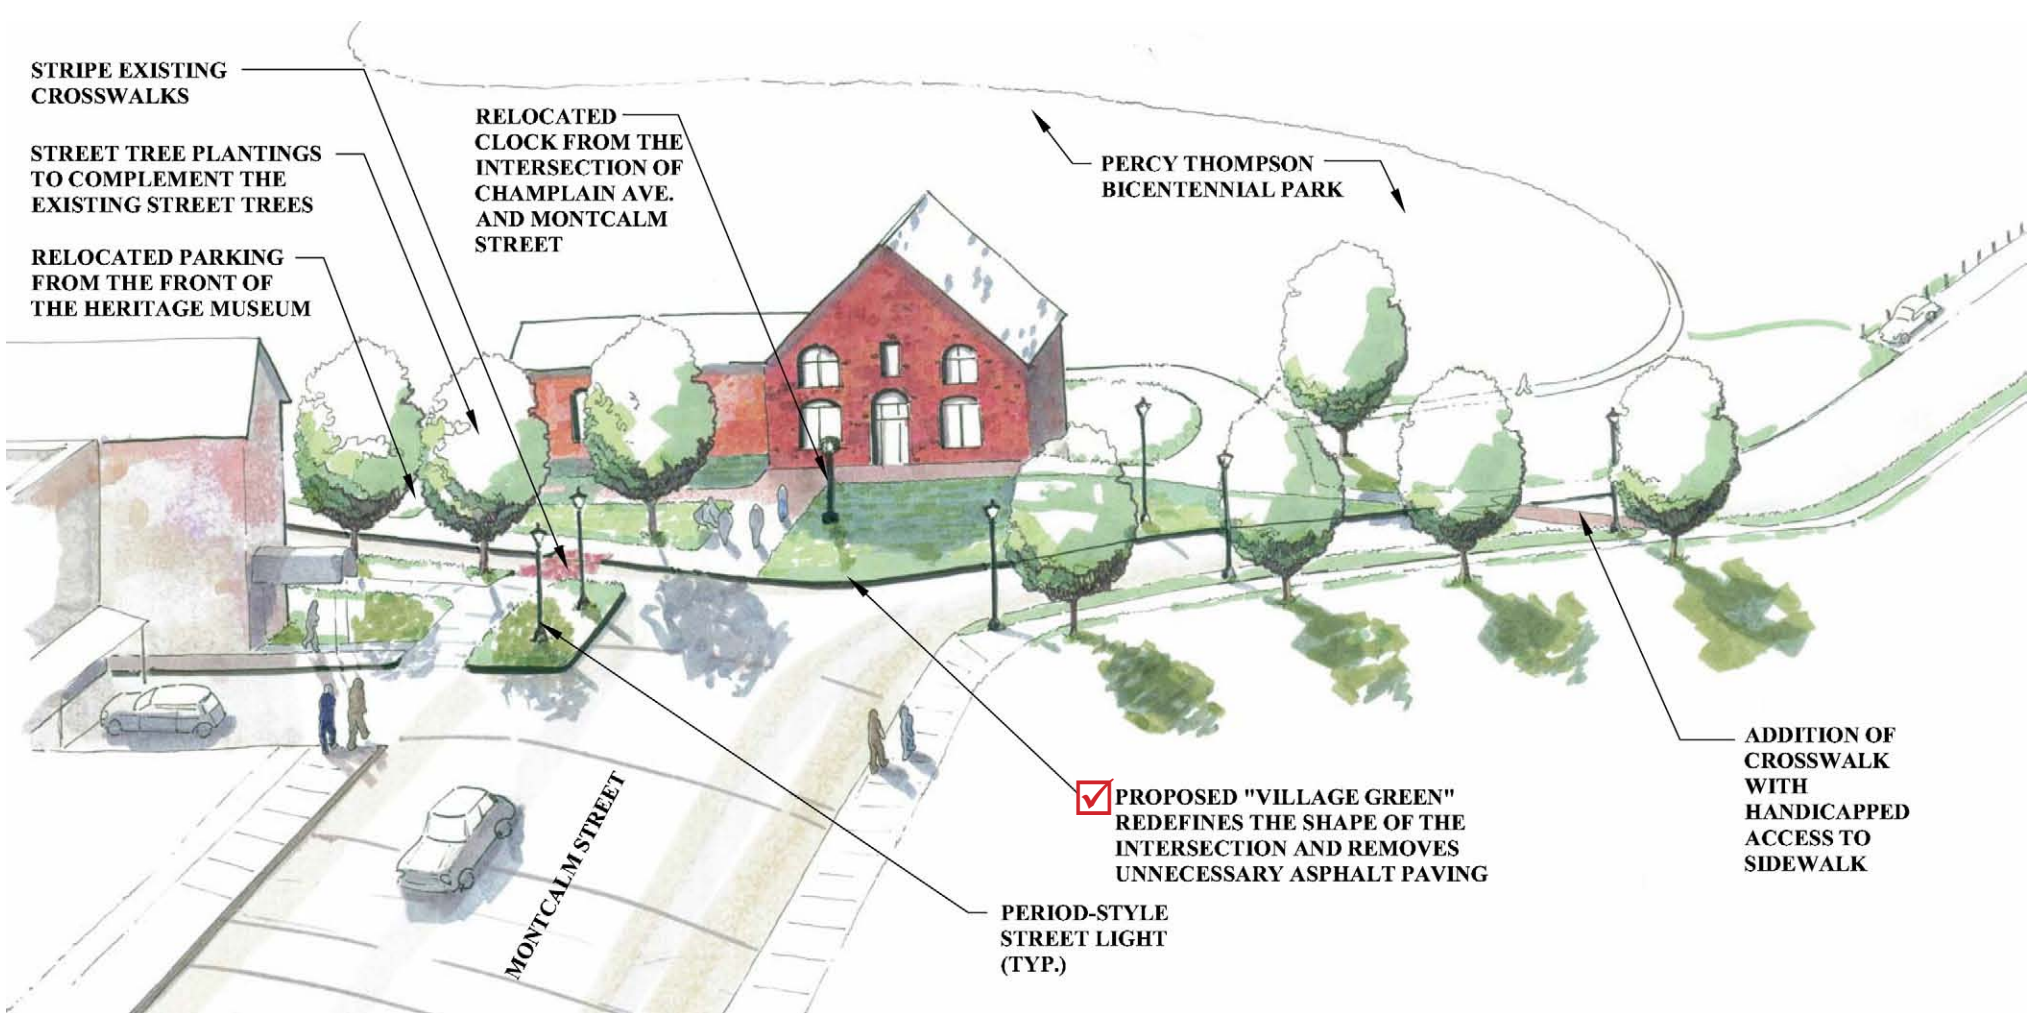 STRIPE EXISTING
CROSSWALKS
STREET TREE PLANTINGS
TO COMPLEMENT THE
EXISTING STREET TREES
RELOCATED PARKING
FROM THE FRONT OF
THE HERITAGE MUSEUM
RELOCATED
CLOCK FROM THE
INTERSECTION OF
CHAMPLAIN AVE.
AND MONTCALM
STREET
PERCY THOMPSON
BICENTENNIAL PARK
ADDITION OF
CROSSWALK
WITH
HANDICAPPED
ACCESS TO
SIDEWALK
PROPOSED "VILLAGE GREEN"
REDEFINES THE SHAPE OF THE
INTERSECTION AND REMOVES
UNNECESSARY ASPHALT PAVING
PERIOD-STYLE
STREET LIGHT
(TYP.)
MONTCALM STREET